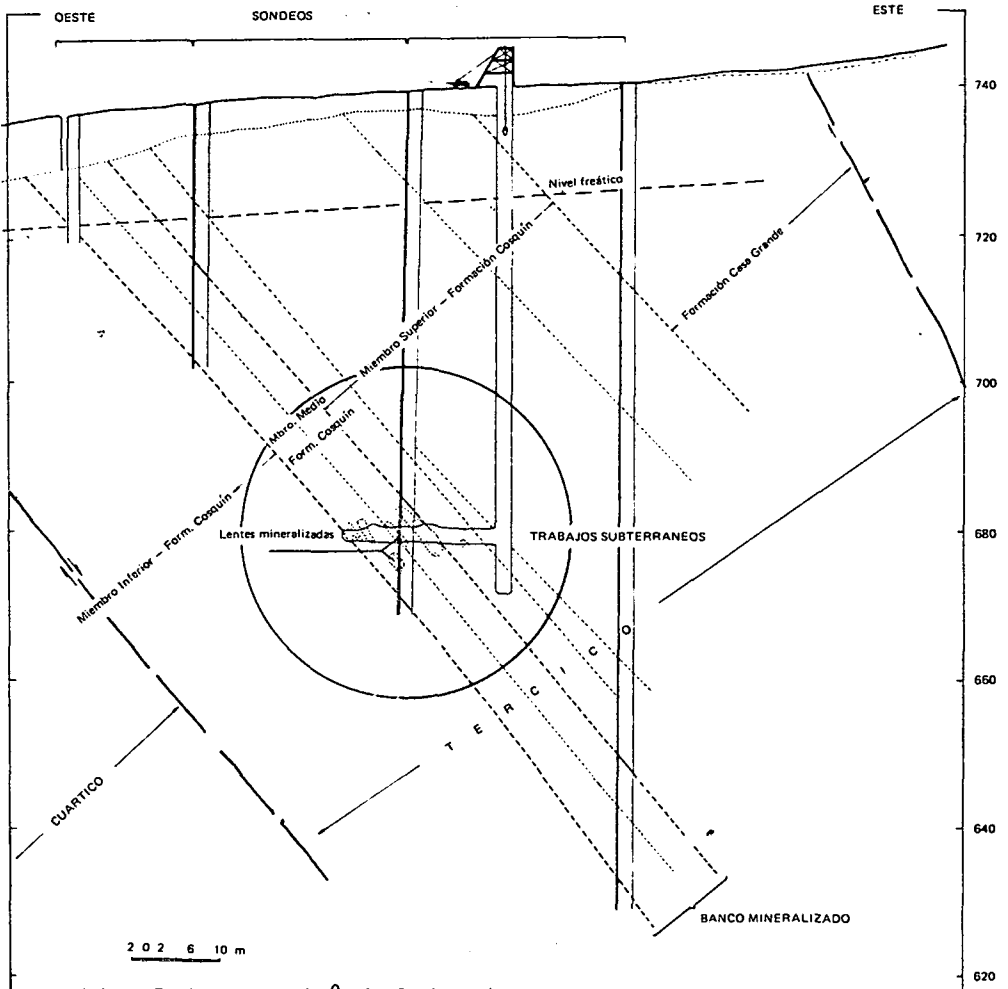 OESTE
SONDEOS
ESTE
740
Nivel freático
720
Formación Casa Grande
Miembro Superior – Formación Cosquín
700
Mbro. Medio
Form. Cosquín
Miembro Inferior – Form. Cosquín
Lentes mineralizadas
680
TRABAJOS SUBTERRANEOS
660
TERCIC
CUARTICO
640
BANCO MINERALIZADO
2 0 2 6 10 m
620